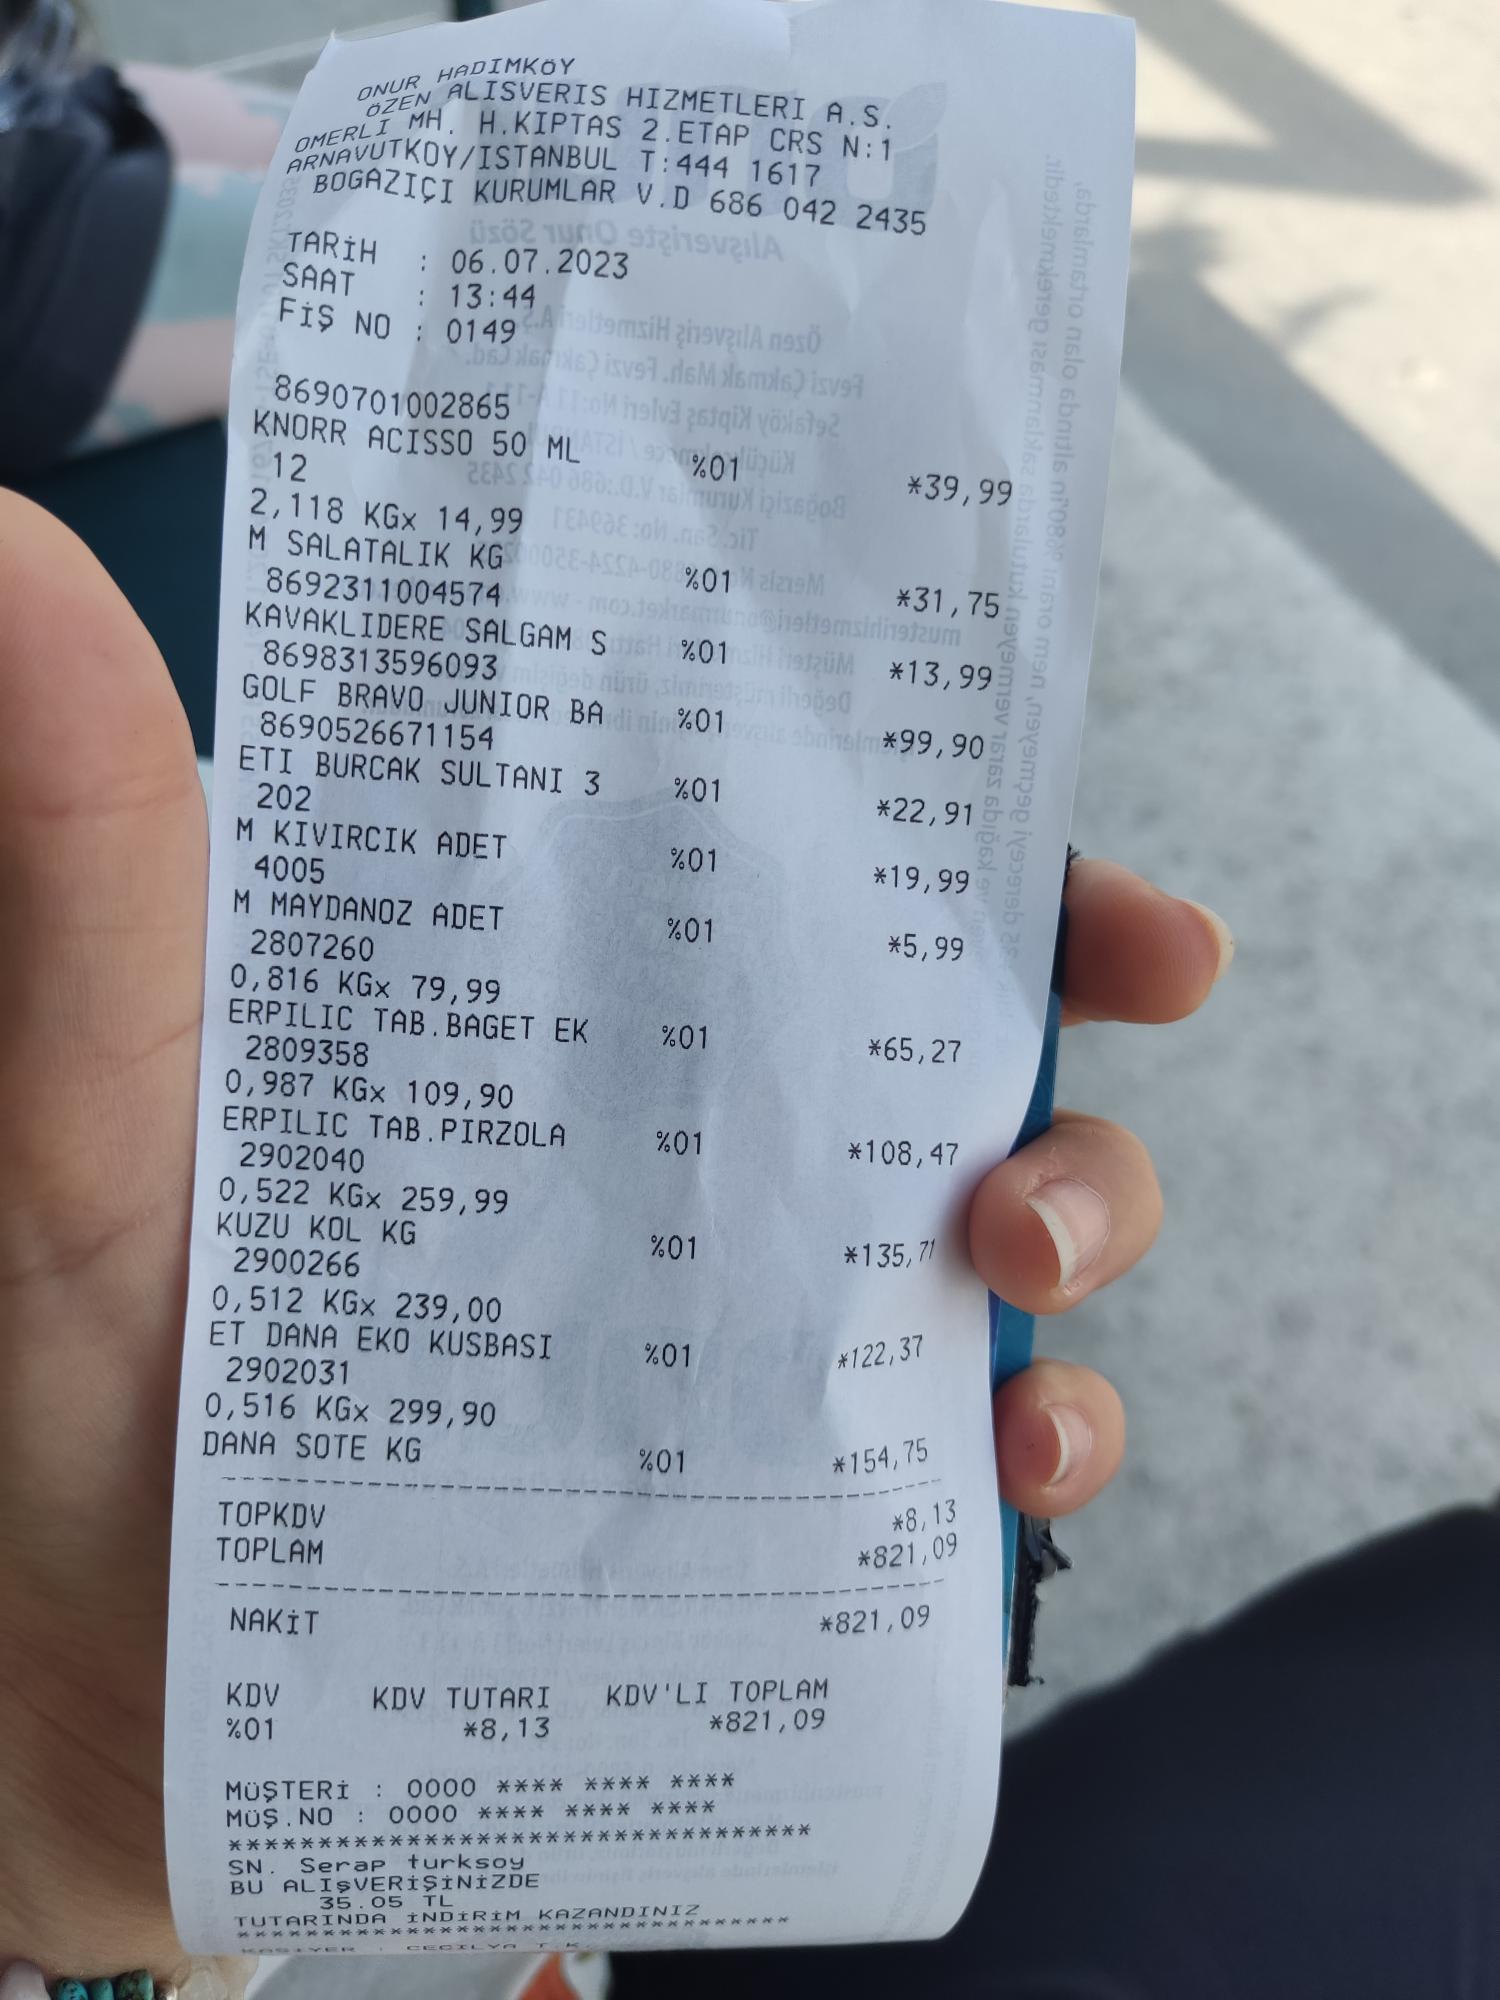 ONUR HADIMKÖY
ÖZEN ALISVERIS HIZMETLERI A.S.
OMERLI MH. H.KIPTAS 2.ETAP CRS N:1
ARNAVUTKOY/ISTANBUL T:444 1617
BOGAZIÇI KURUMLAR V.D 686 042 2435
TARİH : 06.07.2023
SAAT : 13:44
FİŞ NO : 0149
8690701002865
KNORR ACISSO 50 ML %01 *39,99
12
2,118 KGx 14,99
M SALATALIK KG %01 *31,75
8692311004574
KAVAKLIDERE SALGAM S %01 *13,99
8698313596093
GOLF BRAVO JUNIOR BA %01 *99,90
8690526671154
ETI BURCAK SULTANI 3 %01 *22,91
202
M KIVIRCIK ADET %01 *19,99
4005
M MAYDANOZ ADET %01 *5,99
2807260
0,816 KGx 79,99
ERPILIC TAB.BAGET EK %01 *65,27
2809358
0,987 KGx 109,90
ERPILIC TAB.PIRZOLA %01 *108,47
2902040
0,522 KGx 259,99
KUZU KOL KG %01 *135,71
2900266
0,512 KGx 239,00
ET DANA EKO KUSBASI %01 *122,37
2902031
0,516 KGx 299,90
DANA SOTE KG %01 *154,75
TOPKDV *8,13
TOPLAM *821,09
NAKİT *821,09
KDV KDV TUTARI KDV'LI TOPLAM
%01 *8,13 *821,09
MÜŞTERİ : 0000 **** **** ****
MÜŞ.NO : 0000 **** **** ****
*********************************
SN. Serap turksoy
BU ALIŞVERİŞİNİZDE
35.05 TL
TUTARINDA İNDİRİM KAZANDINIZ
*********************************
KASİYER : CECILYA T.K.